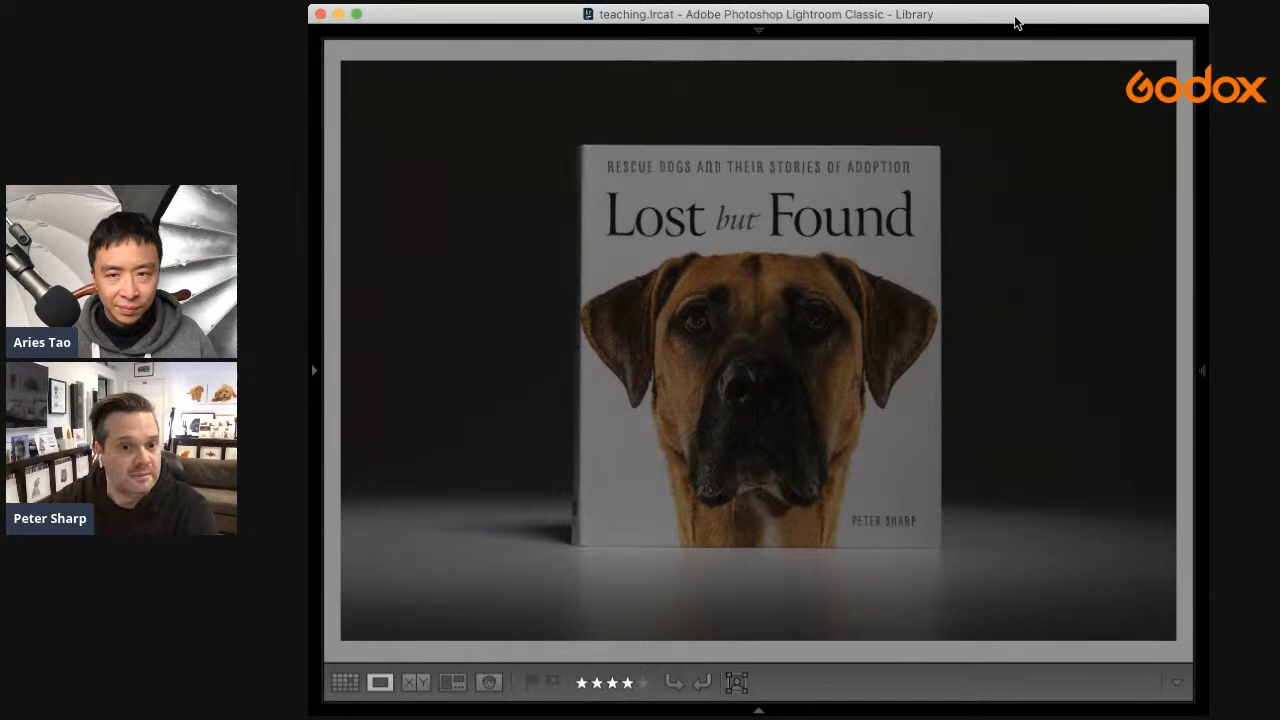 teaching.lrcat - Adobe Photoshop Lightroom Classic - Library
Godox
RESCUE DOGS AND THEIR STORIES OF ADOPTION
Lost but Found
PETER SHARP
Aries Tao
Peter Sharp
X Y